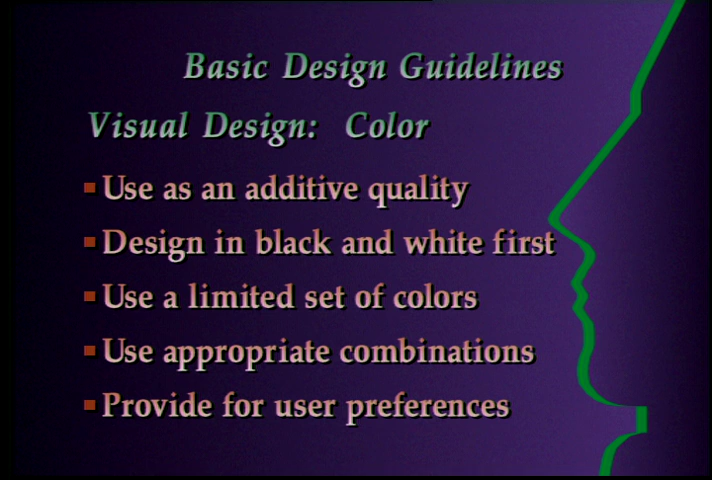 Basic Design Guidelines
Visual Design: Color
Use as an additive quality
Design in black and white first
Use a limited set of colors
Use appropriate combinations
Provide for user preferences